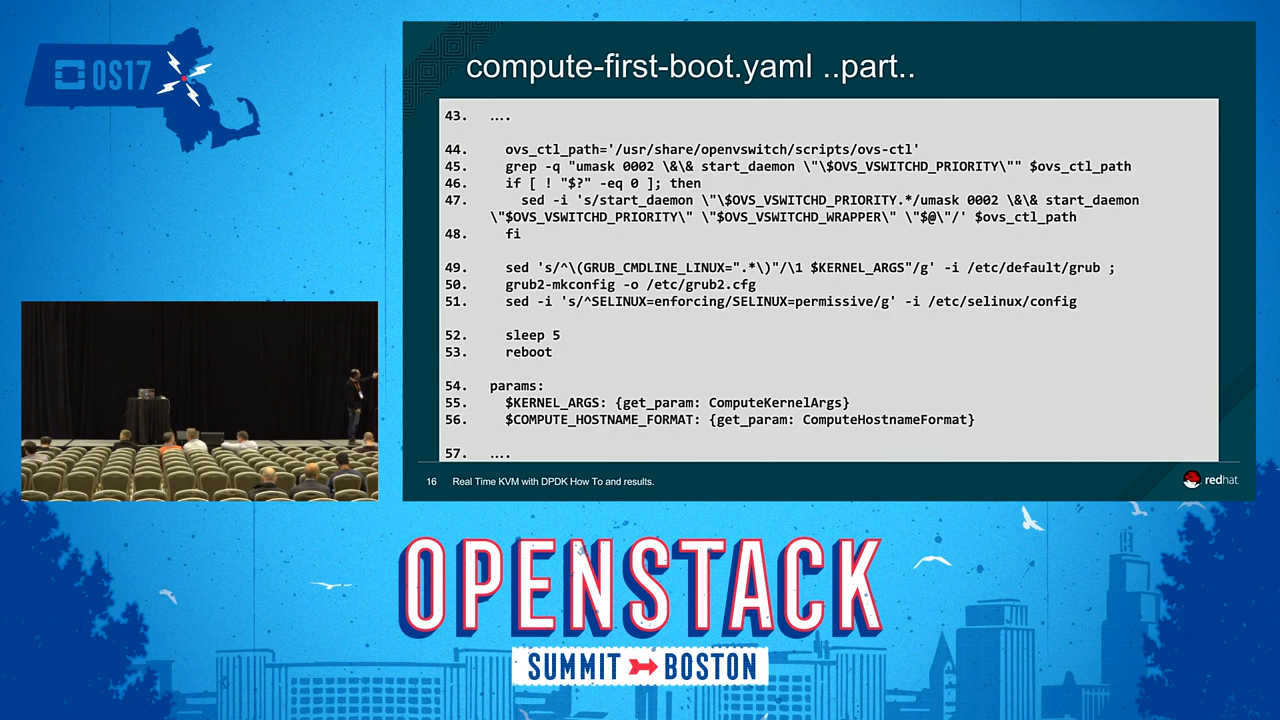 OS17
compute-first-boot.yaml ..part..
43. ....
44. ovs_ctl_path='/usr/share/openvswitch/scripts/ovs-ctl'
45. grep -q "umask 0002 \&\& start_daemon \"\$OVS_VSWITCHD_PRIORITY\"" $ovs_ctl_path
46. if [ ! "$?" -eq 0 ]; then
47. sed -i 's/start_daemon \"\$OVS_VSWITCHD_PRIORITY.*/umask 0002 \&\& start_daemon
\"$OVS_VSWITCHD_PRIORITY\" \"$OVS_VSWITCHD_WRAPPER\" \"$@\"/' $ovs_ctl_path
48. fi
49. sed 's/^\(GRUB_CMDLINE_LINUX=".*\)"/\1 $KERNEL_ARGS"/g' -i /etc/default/grub ;
50. grub2-mkconfig -o /etc/grub2.cfg
51. sed -i 's/^SELINUX=enforcing/SELINUX=permissive/g' -i /etc/selinux/config
52. sleep 5
53. reboot
54. params:
55. $KERNEL_ARGS: {get_param: ComputeKernelArgs}
56. $COMPUTE_HOSTNAME_FORMAT: {get_param: ComputeHostnameFormat}
57. ....
16 Real Time KVM with DPDK How To and results.
redhat.
OPENSTACK
SUMMIT BOSTON